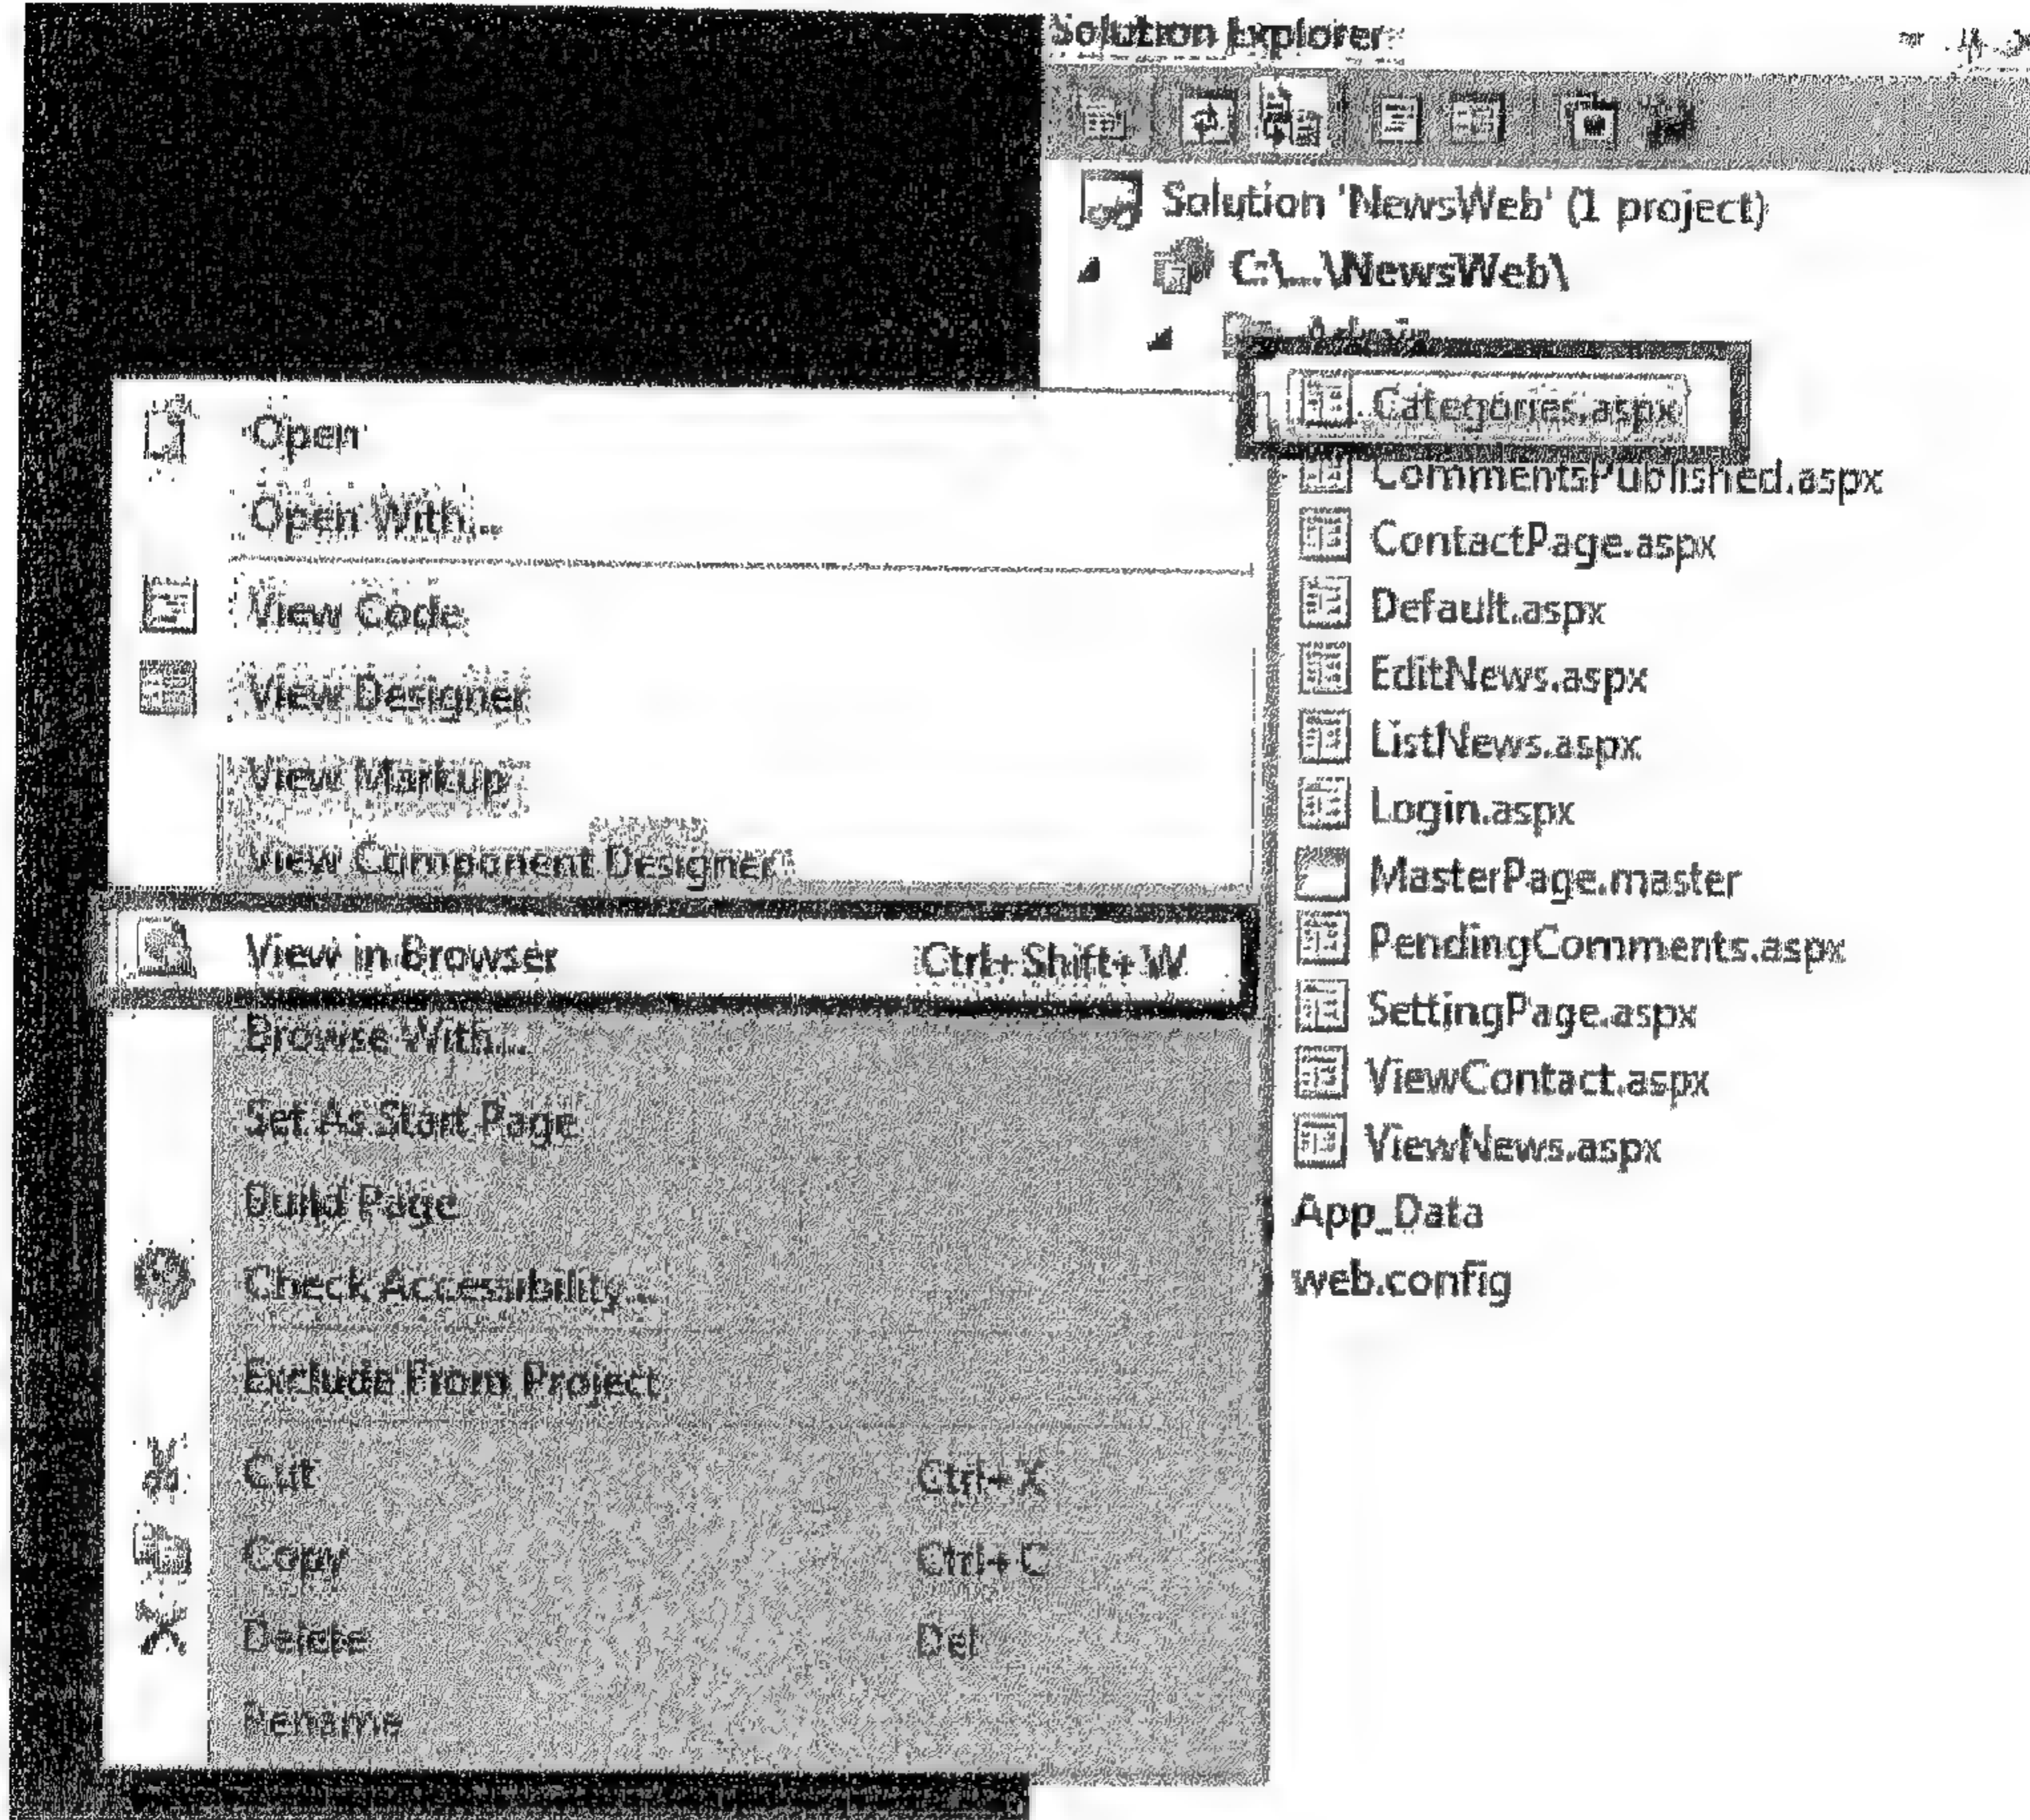 Solution Explorer
Solution 'NewsWeb' (1 project)
C:\...\NewsWeb\
Admin
Categories.aspx
CommentsPublished.aspx
ContactPage.aspx
Default.aspx
EditNews.aspx
ListNews.aspx
Login.aspx
MasterPage.master
PendingComments.aspx
SettingPage.aspx
ViewContact.aspx
ViewNews.aspx
App_Data
web.config
Open
Open With...
View Code
View Designer
View Markup
View Component Designer
View in Browser Ctrl+Shift+W
Browse With...
Set As Start Page
Build Page
Check Accessibility...
Exclude From Project
Cut Ctrl+X
Copy Ctrl+C
Delete Del
Rename